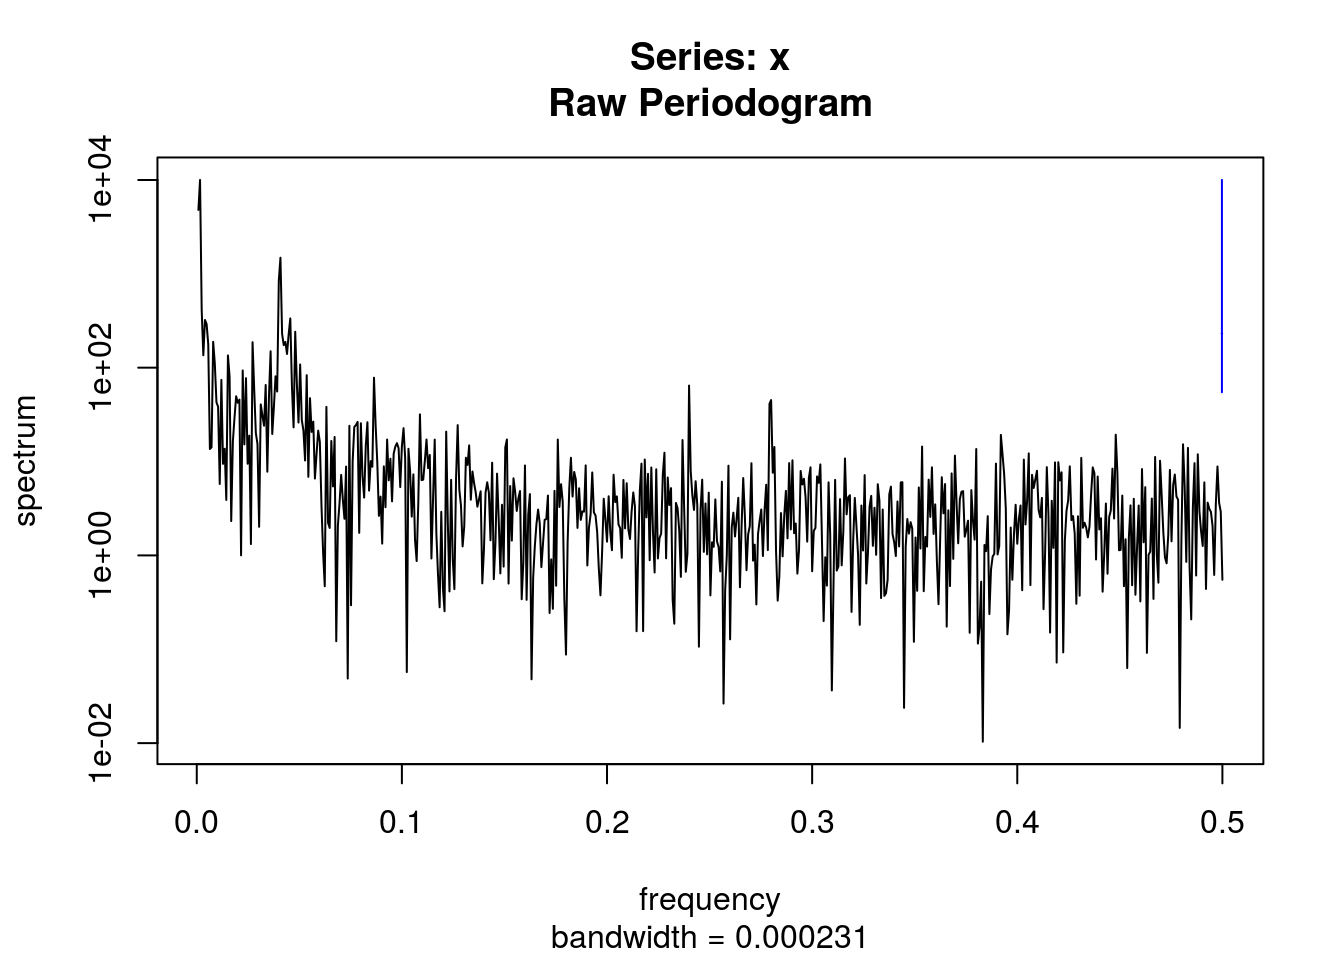 Series: x
Raw Periodogram
spectrum
1e+04
1e+02
1e+00
1e-02
0.0 0.1 0.2 0.3 0.4 0.5
frequency
bandwidth = 0.000231